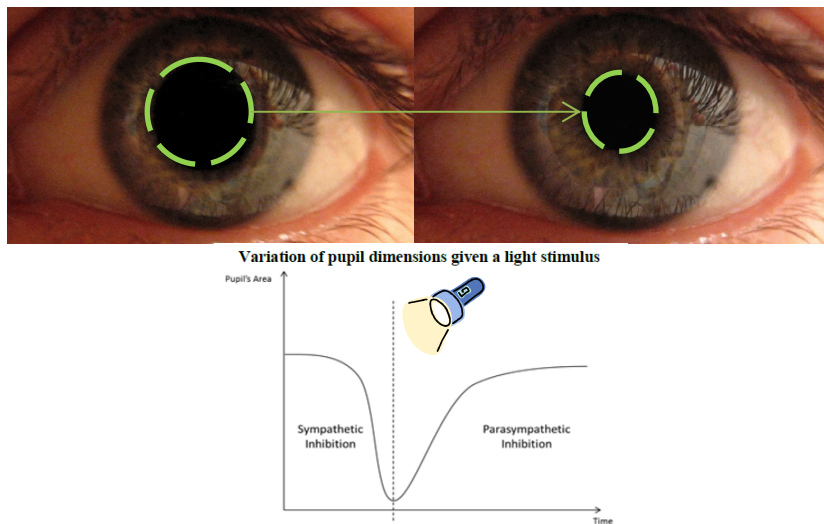 Variation of pupil dimensions given a light stimulus
Pupil's Area
Sympathetic
Inhibition
Parasympathetic
Inhibition
Time